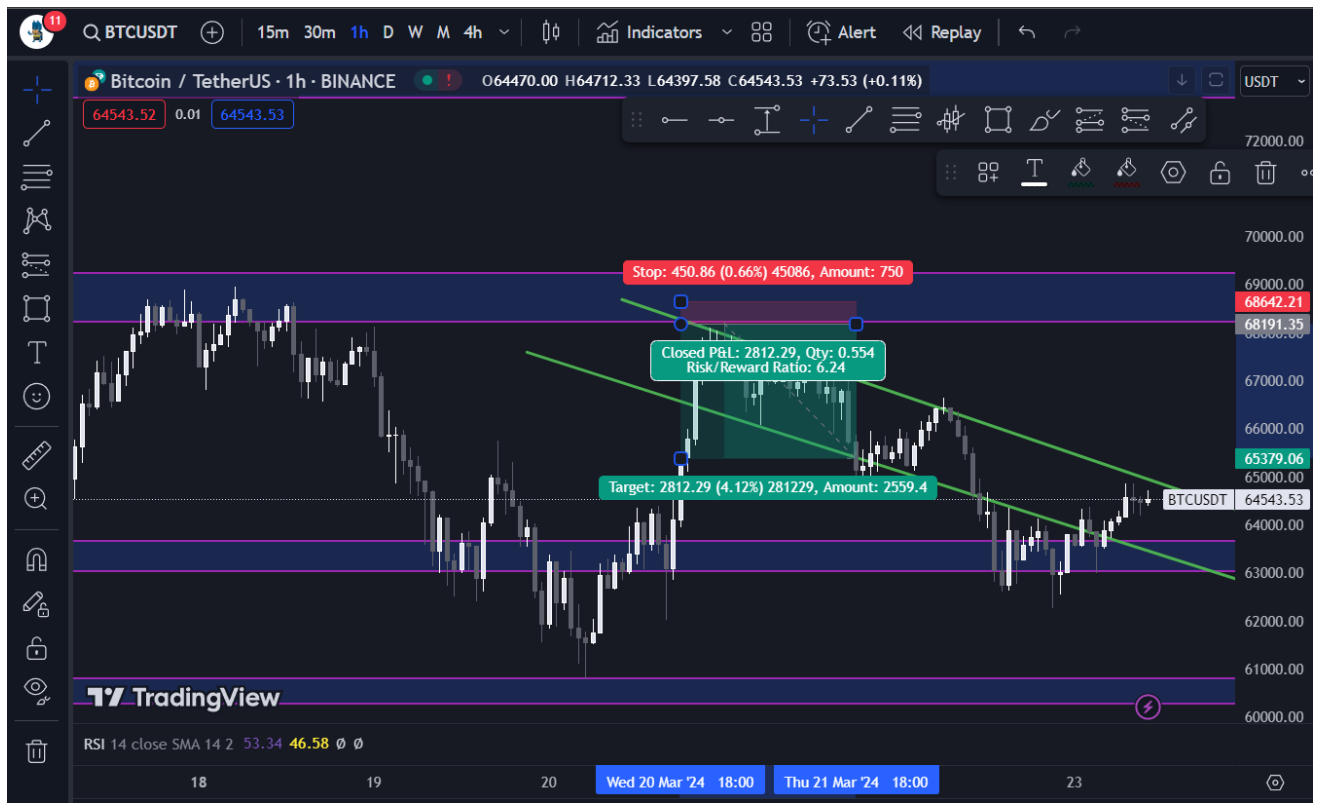 11
BTCUSDT 15m 30m 1h D W M 4h Indicators Alert Replay
Bitcoin / TetherUS · 1h · BINANCE ! O64470.00 H64712.33 L64397.58 C64543.53 +73.53 (+0.11%) USDT
64543.52 0.01 64543.53
72000.00
T
70000.00
Stop: 450.86 (0.66%) 45086, Amount: 750
69000.00
68642.21
68191.35
68000.00
Closed P&L: 2812.29, Qty: 0.554
Risk/Reward Ratio: 6.24
67000.00
66000.00
65379.06
65000.00
Target: 2812.29 (4.12%) 281229, Amount: 2559.4
BTCUSDT 64543.53
64000.00
63000.00
62000.00
61000.00
TradingView
60000.00
RSI 14 close SMA 14 2 53.34 46.58 Ø Ø
18 19 20 Wed 20 Mar '24 18:00 Thu 21 Mar '24 18:00 23